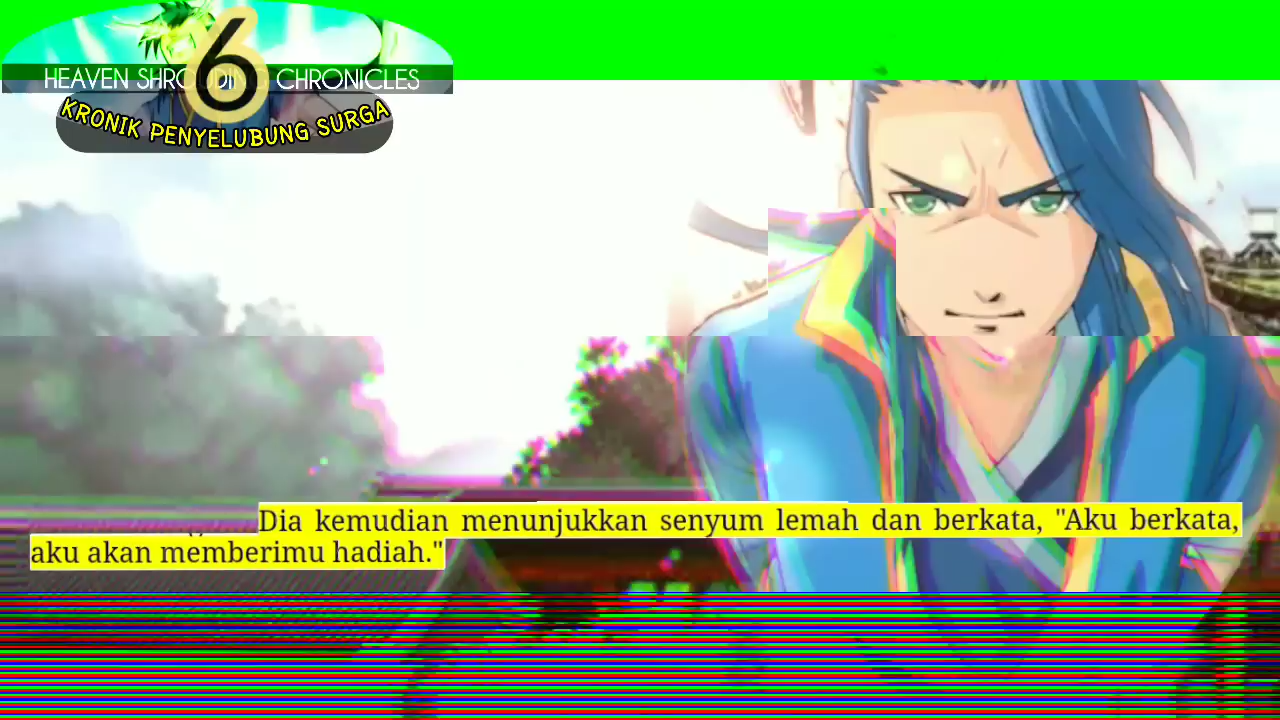 6
HEAVEN SHROUDING CHRONICLES
KRONIK PENYELUBUNG SURGA
Dia kemudian menunjukkan senyum lemah dan berkata, "Aku berkata,
aku akan memberimu hadiah."